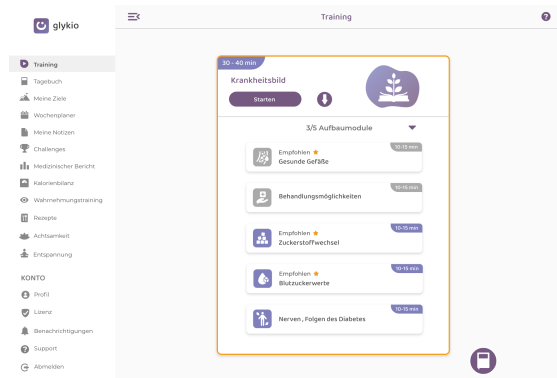 glykio
Training
Tagebuch
Meine Ziele
Wochenplaner
Meine Notizen
Challenges
Medizinischer Bericht
Kalorienbilanz
Wahrnehmungstraining
Rezepte
Achtsamkeit
Entspannung
KONTO
Profil
Lizenz
Benachrichtigungen
Support
Abmelden
Training
?
30 - 40 min
Krankheitsbild
Starten
3/5 Aufbaumodule
10-15 min
Empfohlen
Gesunde Gefäße
10-15 min
Behandlungsmöglichkeiten
10-15 min
Empfohlen
Zuckerstoffwechsel
10-15 min
Empfohlen
Blutzuckerwerte
10-15 min
Nerven , Folgen des Diabetes